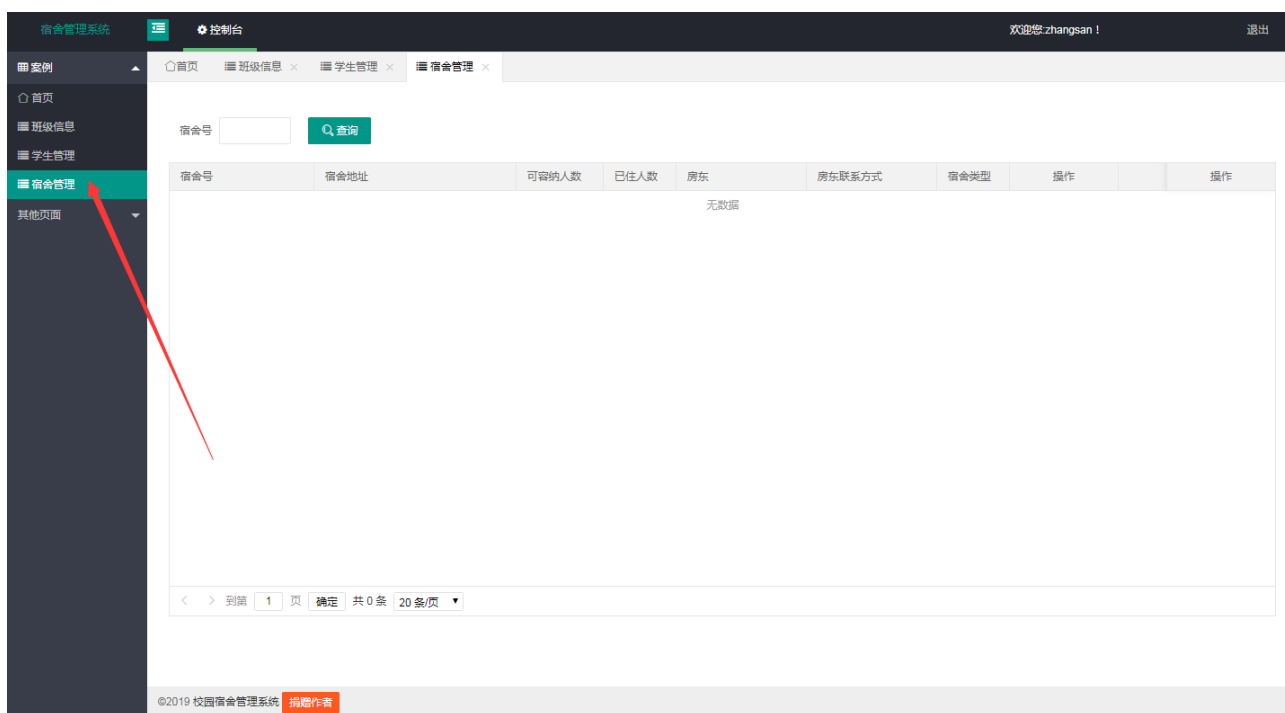 宿舍管理系统 控制台 欢迎您:zhangsan！ 退出
案例
首页
班级信息
学生管理
宿舍管理
其他页面
首页 班级信息 × 学生管理 × 宿舍管理 ×
宿舍号 查询
宿舍号 宿舍地址 可容纳人数 已住人数 房东 房东联系方式 宿舍类型 操作 操作
无数据
< > 到第 1 页 确定 共 0 条 20 条/页
©2019 校园宿舍管理系统 捐赠作者